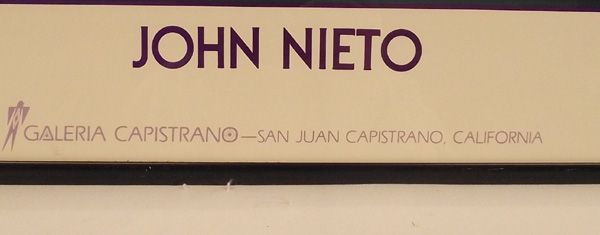 JOHN NIETO
GALERIA CAPISTRANO—SAN JUAN CAPISTRANO, CALIFORNIA